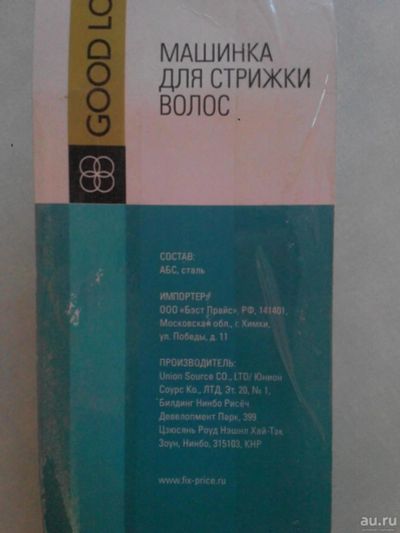 GOOD LO
МАШИНКА
ДЛЯ СТРИЖКИ
ВОЛОС
СОСТАВ:
АБС, сталь
ИМПОРТЕР:
ООО «Бэст Прайс», РФ, 141401,
Московская обл., г. Химки,
ул. Победы, д. 11
ПРОИЗВОДИТЕЛЬ:
Union Source CO., LTD/ Юнион
Соурс Ко., ЛТД, Эт. 20, № 1,
Билдинг Нинбо Рисёч
Девелопмент Парк, 399
Цзюсянь Роуд Нэшнл Хай-Тэк
Зоун, Нинбо, 315103, КНР
www.fix-price.ru
au.ru